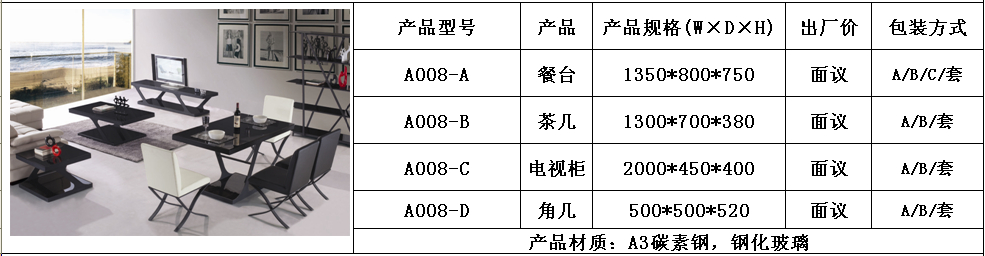 产品型号 产品 产品规格(W×D×H) 出厂价 包装方式
A008-A 餐台 1350*800*750 面议 A/B/C/套
A008-B 茶几 1300*700*380 面议 A/B/套
A008-C 电视柜 2000*450*400 面议 A/B/套
A008-D 角几 500*500*520 面议 A/B/套
产品材质：A3碳素钢，钢化玻璃